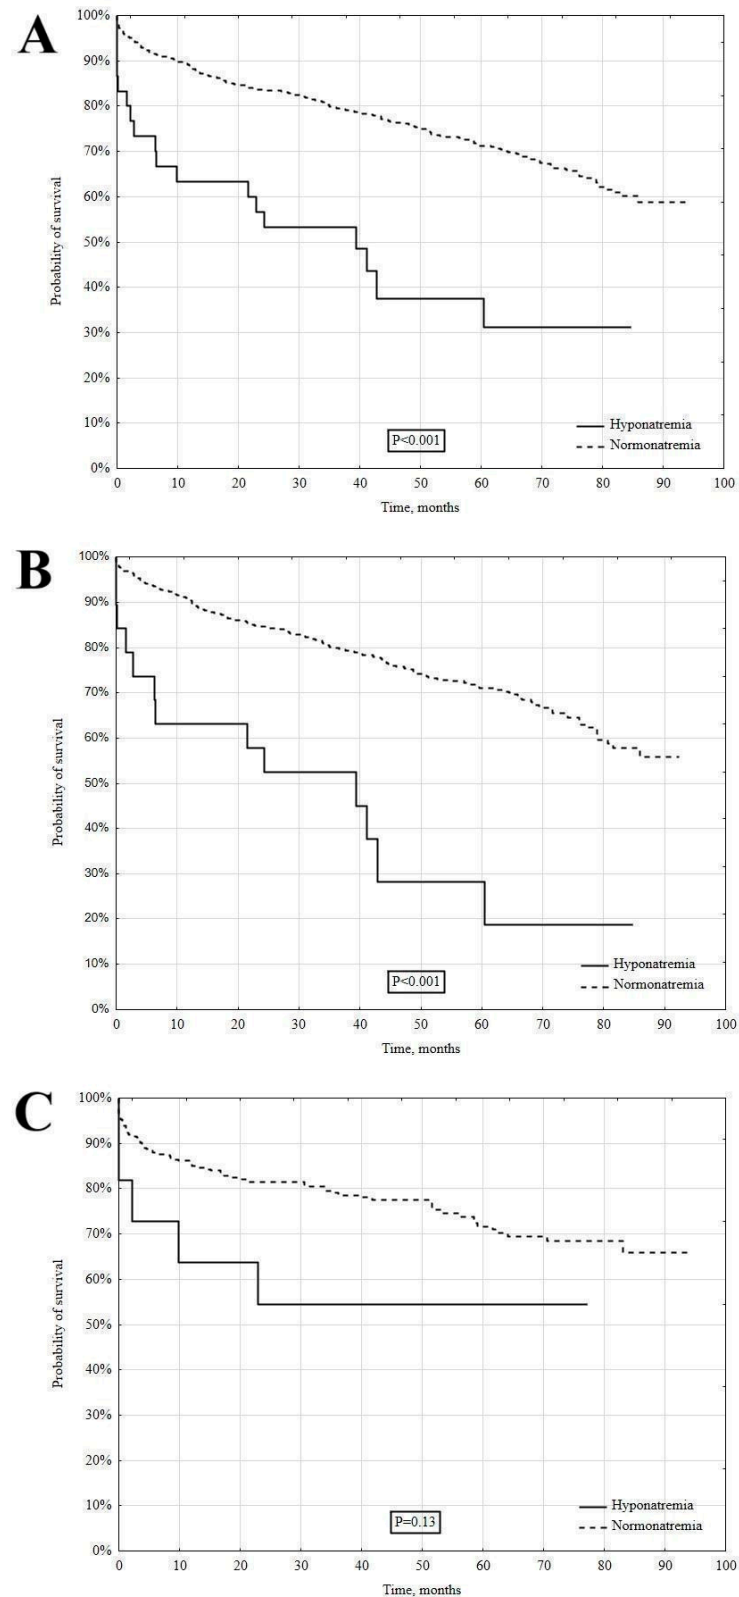 A
100%
90%
80%
70%
60%
50%
40%
30%
20%
10%
0%
Probability of survival
P<0.001
Hyponatremia
Normonatremia
0 10 20 30 40 50 60 70 80 90 100
Time, months
B
100%
90%
80%
70%
60%
50%
40%
30%
20%
10%
0%
Probability of survival
P<0.001
Hyponatremia
Normonatremia
0 10 20 30 40 50 60 70 80 90 100
Time, months
C
100%
90%
80%
70%
60%
50%
40%
30%
20%
10%
0%
Probability of survival
P=0.13
Hyponatremia
Normonatremia
0 10 20 30 40 50 60 70 80 90 100
Time, months